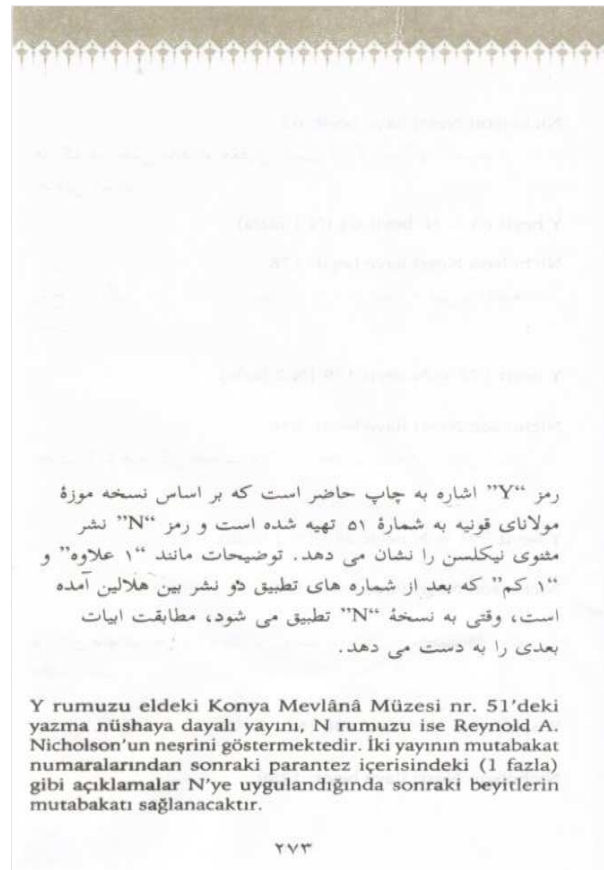 رمز “Y” اشاره به چاپ حاضر است که بر اساس نسخه موزهٔ
مولانای قونیه به شمارهٔ ۵۱ تهیه شده است و رمز “N” نشر
مثنوی نیکلسن را نشان می دهد. توضیحات مانند “۱ علاوه” و
“۱ کم” که بعد از شماره های تطبیق دو نشر بین هلالین آمده
است، وقتی به نسخهٔ “N” تطبیق می شود، مطابقت ابیات
بعدی را به دست می دهد.
Y rumuzu eldeki Konya Mevlânâ Müzesi nr. 51'deki
yazma nüshaya dayalı yayını, N rumuzu ise Reynold A.
Nicholson'un neşrini göstermektedir. İki yayının mutabakat
numaralarından sonraki parantez içerisindeki (1 fazla)
gibi açıklamalar N'ye uygulandığında sonraki beyitlerin
mutabakatı sağlanacaktır.
۲۷۳